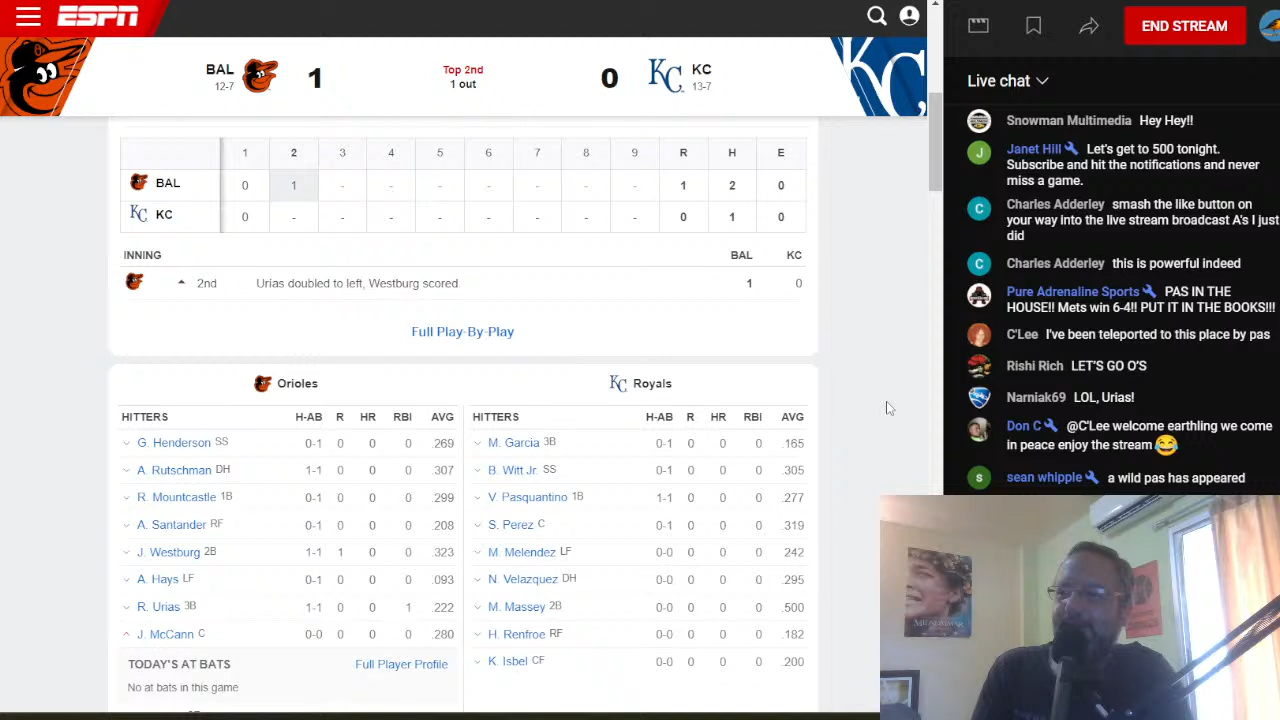 ESPN
END STREAM
BAL
12-7
1
Top 2nd
1 out
0
KC
13-7
Live chat
1 2 3 4 5 6 7 8 9 R H E
BAL 0 1 - - - - - - - 1 2 0
KC 0 - - - - - - - - 0 1 0
INNING BAL KC
2nd Urias doubled to left, Westburg scored. 1 0
Full Play-By-Play
Orioles
HITTERS H-AB R HR RBI AVG
G. Henderson SS 0-1 0 0 0 .269
A. Rutschman DH 1-1 0 0 0 .307
R. Mountcastle 1B 0-1 0 0 0 .299
A. Santander RF 0-1 0 0 0 .208
J. Westburg 2B 1-1 1 0 0 .323
A. Hays LF 0-1 0 0 0 .093
R. Urias 3B 1-1 0 0 1 .222
J. McCann C 0-0 0 0 0 .280
TODAY'S AT BATS Full Player Profile
No at bats in this game
Royals
HITTERS H-AB R HR RBI AVG
M. Garcia 3B 0-1 0 0 0 .165
B. Witt Jr. SS 0-1 0 0 0 .305
V. Pasquantino 1B 1-1 0 0 0 .277
S. Perez C 0-1 0 0 0 .319
M. Melendez LF 0-0 0 0 0 .242
N. Velazquez DH 0-0 0 0 0 .295
M. Massey 2B 0-0 0 0 0 .500
H. Renfroe RF 0-0 0 0 0 .182
K. Isbel CF 0-0 0 0 0 .200
Snowman Multimedia Hey Hey!!
Janet Hill Let's get to 500 tonight.
Subscribe and hit the notifications and never
miss a game.
Charles Adderley smash the like button on
your way into the live stream broadcast A's I just
did
Charles Adderley this is powerful indeed
Pure Adrenaline Sports PAS IN THE
HOUSE!! Mets win 6-4!! PUT IT IN THE BOOKS!!!
C'Lee I've been teleported to this place by pas
Rishi Rich LET'S GO O'S
Narniak69 LOL, Urias!
Don C @C'Lee welcome earthling we come
in peace enjoy the stream 😂
sean whipple a wild pas has appeared